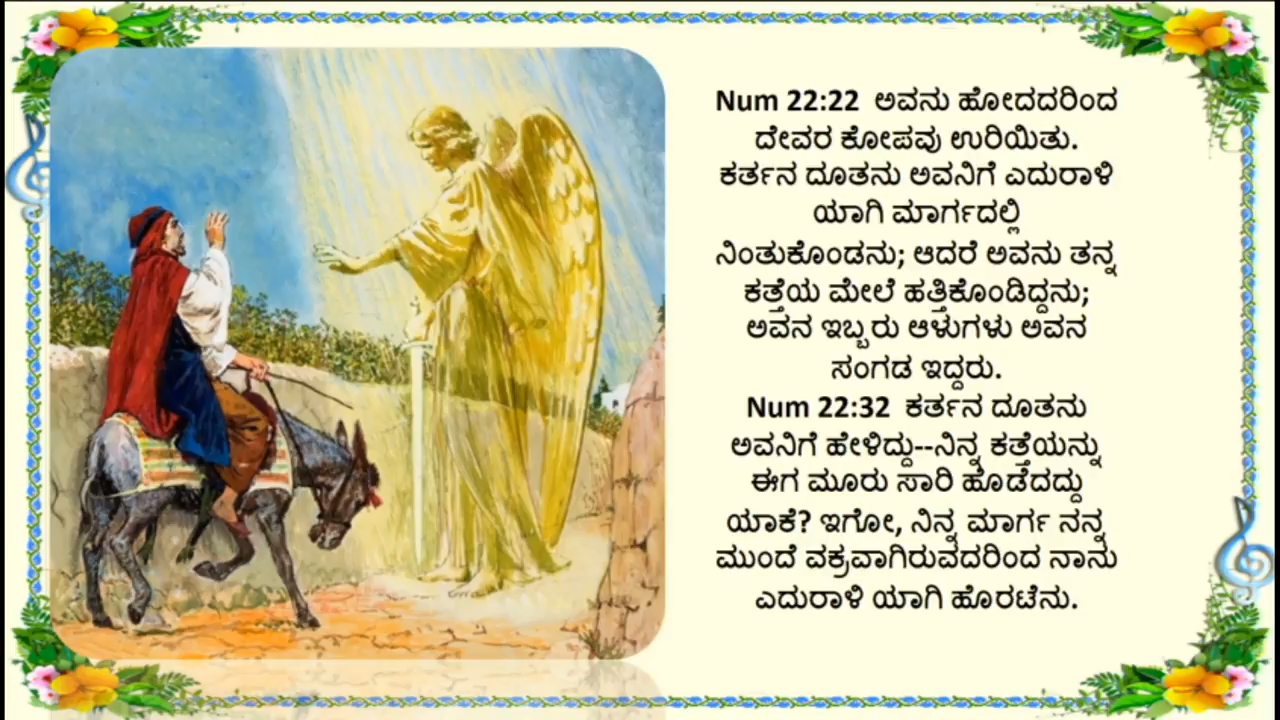 Num 22:22 ಅವನು ಹೋದದರಿಂದ
ದೇವರ ಕೋಪವು ಉರಿಯಿತು.
ಕರ್ತನ ದೂತನು ಅವನಿಗೆ ಎದುರಾಳಿ
ಯಾಗಿ ಮಾರ್ಗದಲ್ಲಿ
ನಿಂತುಕೊಂಡನು; ಆದರೆ ಅವನು ತನ್ನ
ಕತ್ತೆಯ ಮೇಲೆ ಹತ್ತಿಕೊಂಡಿದ್ದನು;
ಅವನ ಇಬ್ಬರು ಆಳುಗಳು ಅವನ
ಸಂಗಡ ಇದ್ದರು.
Num 22:32 ಕರ್ತನ ದೂತನು
ಅವನಿಗೆ ಹೇಳಿದ್ದು--ನಿನ್ನ ಕತ್ತೆಯನ್ನು
ಈಗ ಮೂರು ಸಾರಿ ಹೊಡೆದದ್ದು
ಯಾಕೆ? ಇಗೋ, ನಿನ್ನ ಮಾರ್ಗ ನನ್ನ
ಮುಂದೆ ವಕ್ರವಾಗಿರುವದರಿಂದ ನಾನು
ಎದುರಾಳಿ ಯಾಗಿ ಹೊರಟೆನು.